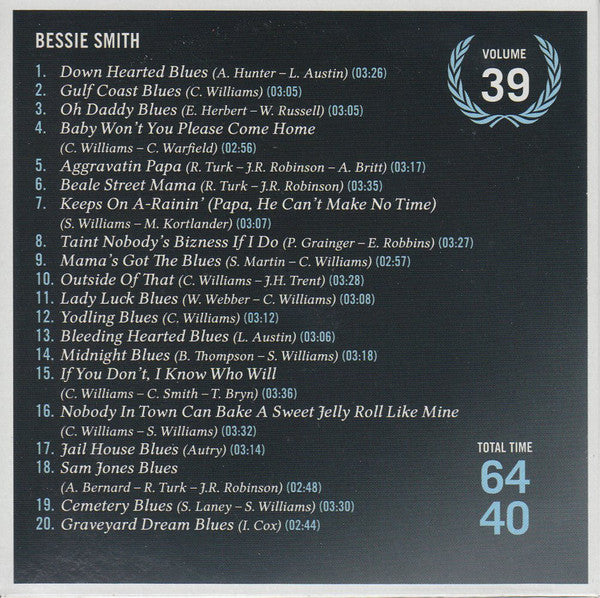 BESSIE SMITH
VOLUME
39
1. Down Hearted Blues (A. Hunter – L. Austin) (03:26)
2. Gulf Coast Blues (C. Williams) (03:05)
3. Oh Daddy Blues (E. Herbert – W. Russell) (03:05)
4. Baby Won't You Please Come Home
(C. Williams – C. Warfield) (02:56)
5. Aggravatin Papa (R. Turk – J.R. Robinson – A. Britt) (03:17)
6. Beale Street Mama (R. Turk – J.R. Robinson) (03:35)
7. Keeps On A-Rainin' (Papa, He Can't Make No Time)
(S. Williams – M. Kortlander) (03:07)
8. Taint Nobody's Bizness If I Do (P. Grainger – E. Robbins) (03:27)
9. Mama's Got The Blues (S. Martin – C. Williams) (02:57)
10. Outside Of That (C. Williams – J.H. Trent) (03:28)
11. Lady Luck Blues (W. Webber – C. Williams) (03:08)
12. Yodling Blues (C. Williams) (03:12)
13. Bleeding Hearted Blues (L. Austin) (03:06)
14. Midnight Blues (B. Thompson – S. Williams) (03:18)
15. If You Don't, I Know Who Will
(C. Williams – C. Smith – T. Bryn) (03:36)
16. Nobody In Town Can Bake A Sweet Jelly Roll Like Mine
(C. Williams – S. Williams) (03:32)
17. Jail House Blues (Autry) (03:14)
18. Sam Jones Blues
(A. Bernard – R. Turk – J.R. Robinson) (02:48)
19. Cemetery Blues (S. Laney – S. Williams) (03:30)
20. Graveyard Dream Blues (I. Cox) (02:44)
TOTAL TIME
64
40